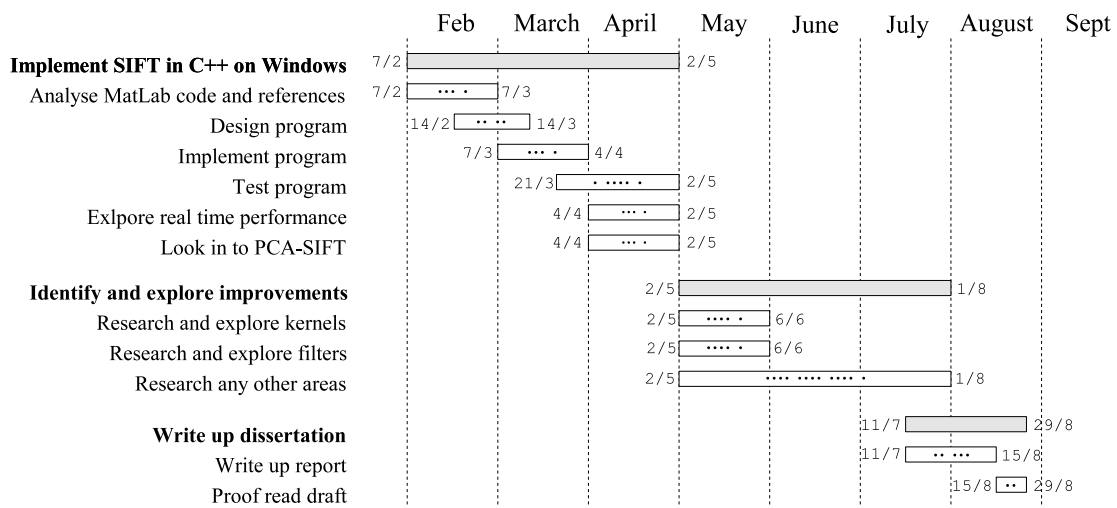 Feb March April May June July August Sept
Implement SIFT in C++ on Windows 7/2 2/5
Analyse MatLab code and references 7/2 7/3
Design program 14/2 14/3
Implement program 7/3 4/4
Test program 21/3 2/5
Exlpore real time performance 4/4 2/5
Look in to PCA-SIFT 4/4 2/5
Identify and explore improvements 2/5 1/8
Research and explore kernels 2/5 6/6
Research and explore filters 2/5 6/6
Research any other areas 2/5 1/8
Write up dissertation 11/7 29/8
Write up report 11/7 15/8
Proof read draft 15/8 29/8